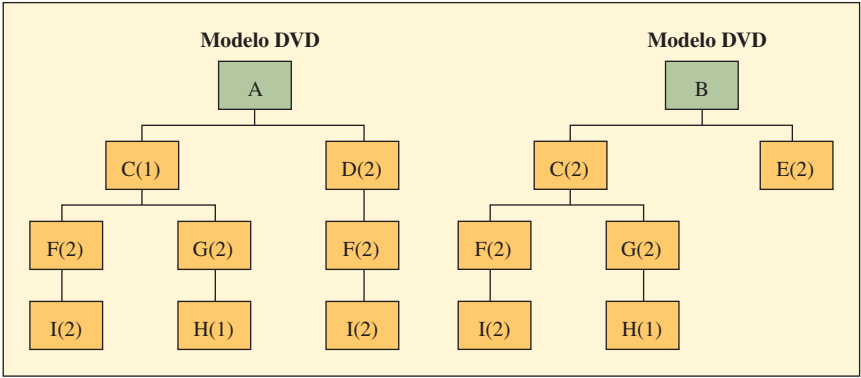 Modelo DVD Modelo DVD
A B
C(1) D(2) C(2) E(2)
F(2) G(2) F(2) F(2) G(2)
I(2) H(1) I(2) I(2) H(1)